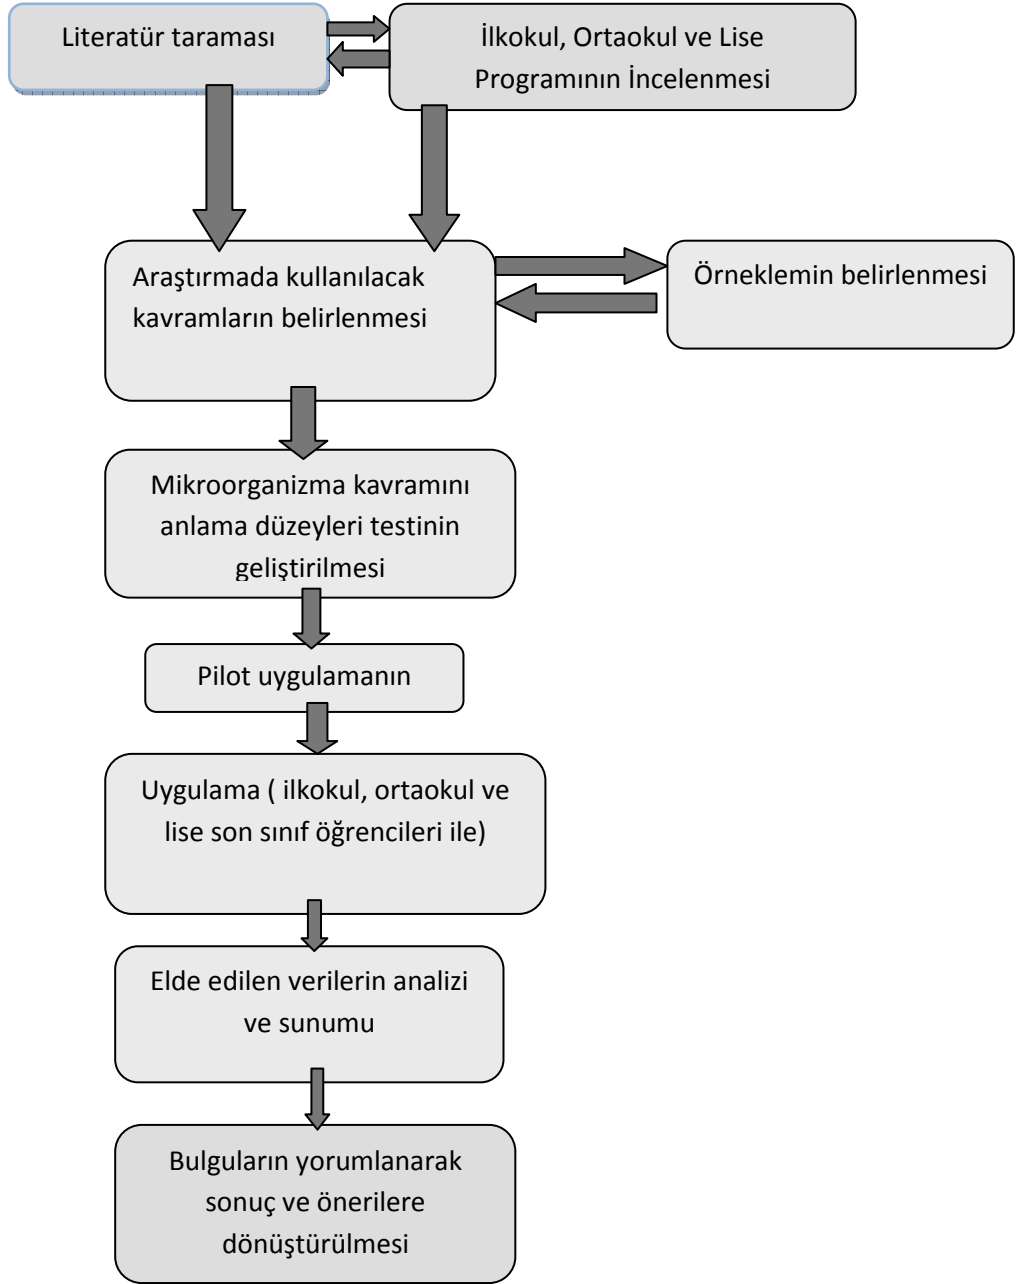 Literatür taraması
İlkokul, Ortaokul ve Lise
Programının İncelenmesi
Araştırmada kullanılacak
kavramların belirlenmesi
Örneklemin belirlenmesi
Mikroorganizma kavramını
anlama düzeyleri testinin
geliştirilmesi
Pilot uygulamanın
Uygulama ( ilkokul, ortaokul ve
lise son sınıf öğrencileri ile)
Elde edilen verilerin analizi
ve sunumu
Bulguların yorumlanarak
sonuç ve önerilere
dönüştürülmesi